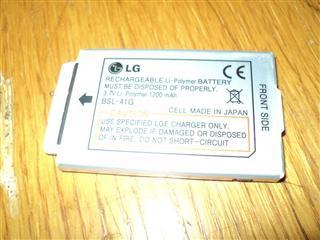 LG
RECHARGEABLE Li-Polymer BATTERY
MUST BE DISPOSED OF PROPERLY.
3.7V Li-Polymer 1200 mAh
BSL-41G
CELL MADE IN JAPAN
CAUTION
USE SPECIFIED LGE CHARGER ONLY.
MAY EXPLODE IF DAMAGED OR DISPOSED
OF IN FIRE. DO NOT SHORT-CIRCUIT
FRONT SIDE
CE